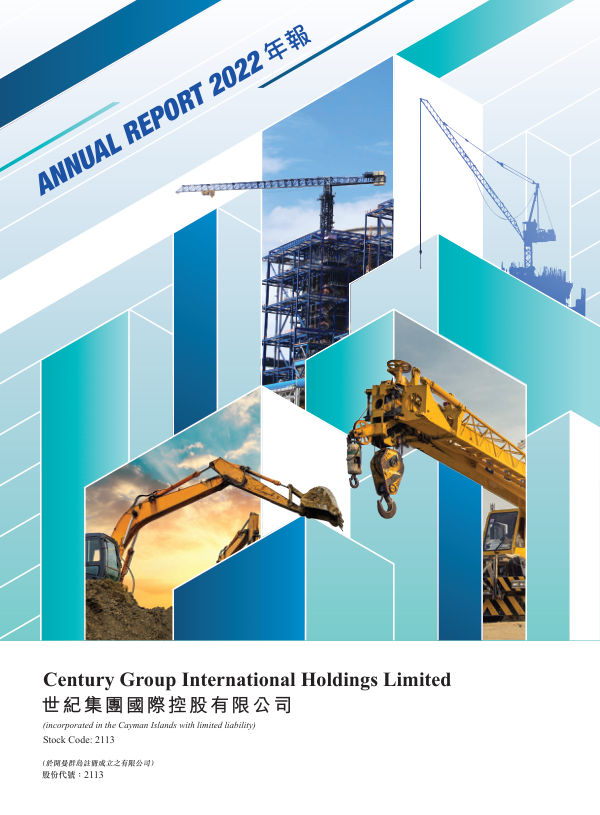 ANNUAL REPORT 2022 年報
Century Group International Holdings Limited
世紀集團國際控股有限公司
(incorporated in the Cayman Islands with limited liability)
Stock Code: 2113
(於開曼群島註冊成立之有限公司)
股份代號：2113